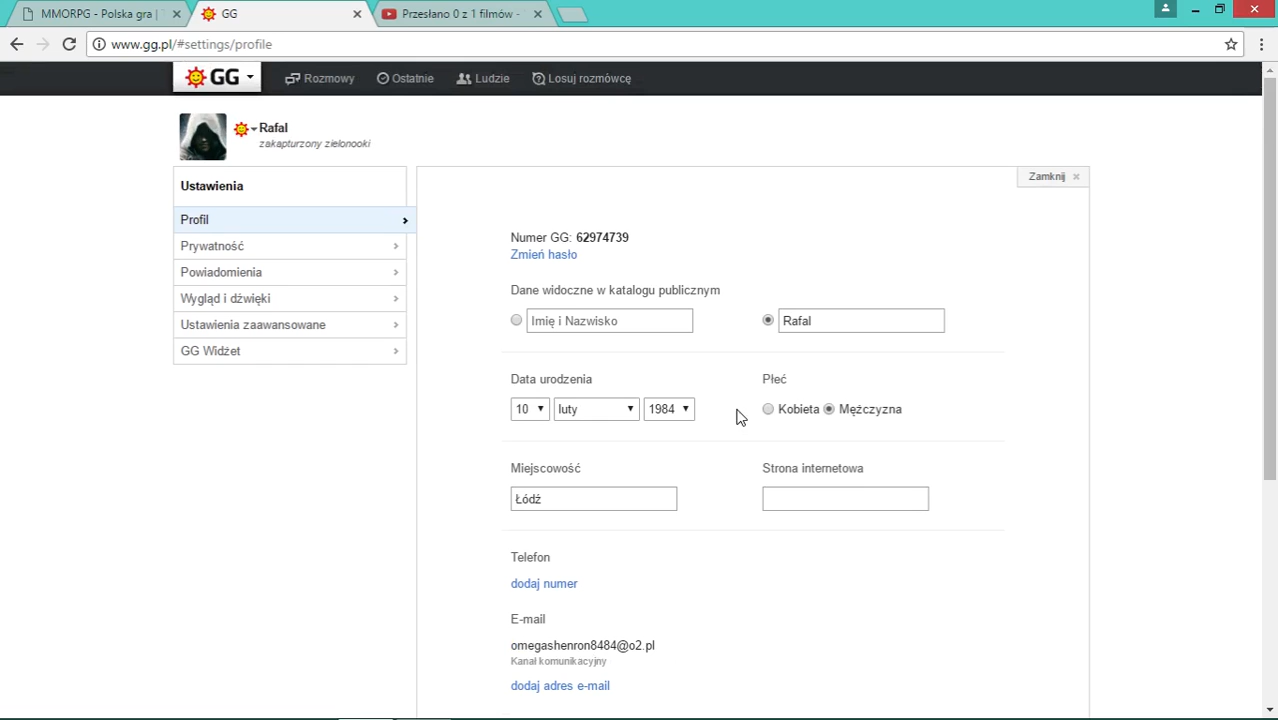 MMORPG - Polska gra | T
GG
Przesłano 0 z 1 filmów -
www.gg.pl/#settings/profile
GG
Rozmowy
Ostatnie
Ludzie
Losuj rozmówcę
Rafal
zakapturzony zielonooki
Ustawienia
Profil
Prywatność
Powiadomienia
Wygląd i dźwięki
Ustawienia zaawansowane
GG Widżet
Zamknij
Numer GG: 62974739
Zmień hasło
Dane widoczne w katalogu publicznym
Imię i Nazwisko
Rafal
Data urodzenia
Płeć
10 luty 1984
Kobieta Mężczyzna
Miejscowość
Strona internetowa
Łódź
Telefon
dodaj numer
E-mail
omegashenron8484@o2.pl
Kanał komunikacyjny
dodaj adres e-mail